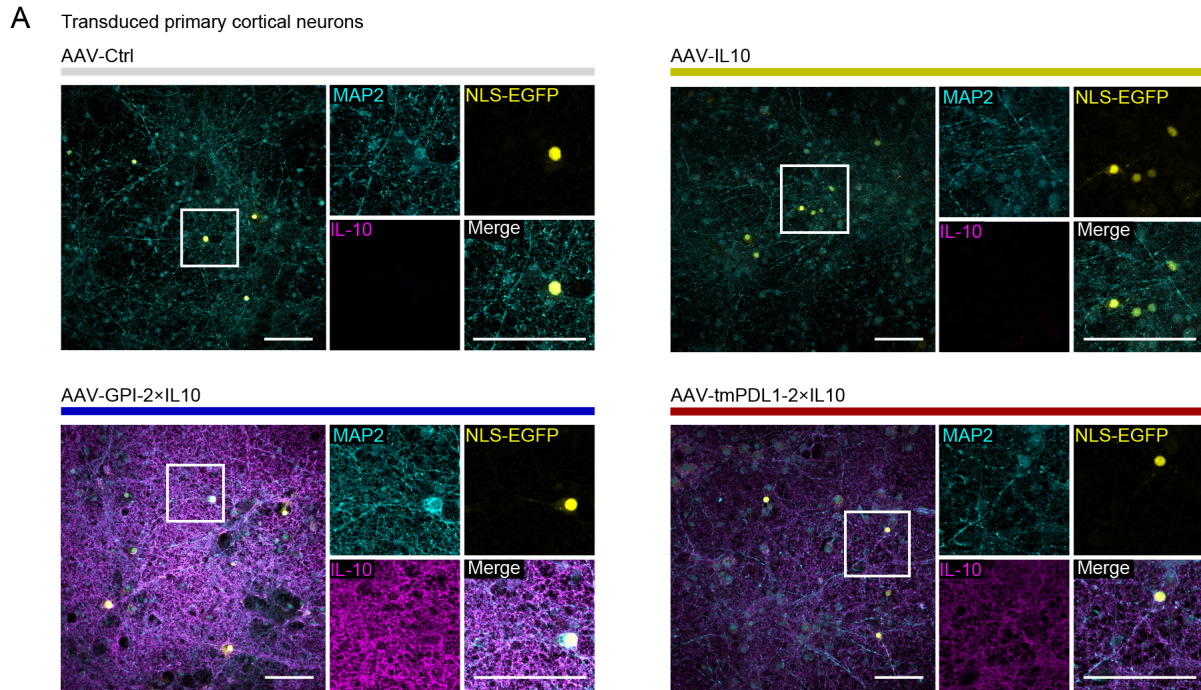 A
Transduced primary cortical neurons
AAV-Ctrl
MAP2
NLS-EGFP
IL-10
Merge
AAV-IL10
MAP2
NLS-EGFP
IL-10
Merge
AAV-GPI-2×IL10
MAP2
NLS-EGFP
IL-10
Merge
AAV-tmPDL1-2×IL10
MAP2
NLS-EGFP
IL-10
Merge